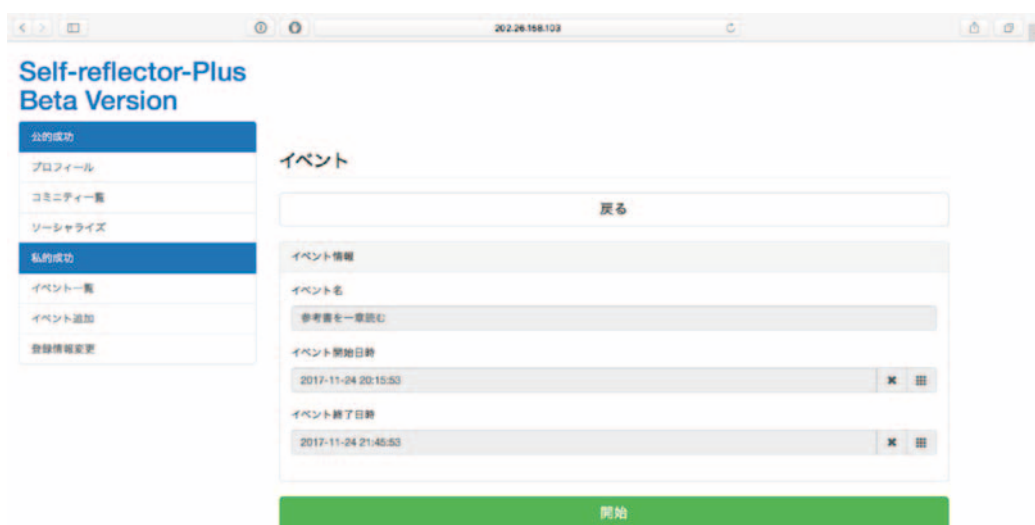 202.26.168.103
Self-reflector-Plus
Beta Version
公的成功
プロフィール
コミニティ一覧
ソーシャライズ
私的成功
イベント一覧
イベント追加
登録情報変更
イベント
戻る
イベント情報
イベント名
参考書を一章読む
イベント開始日時
2017-11-24 20:15:53
イベント終了日時
2017-11-24 21:45:53
開始